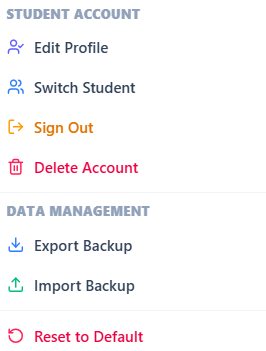 STUDENT ACCOUNT
Edit Profile
Switch Student
Sign Out
Delete Account
DATA MANAGEMENT
Export Backup
Import Backup
Reset to Default